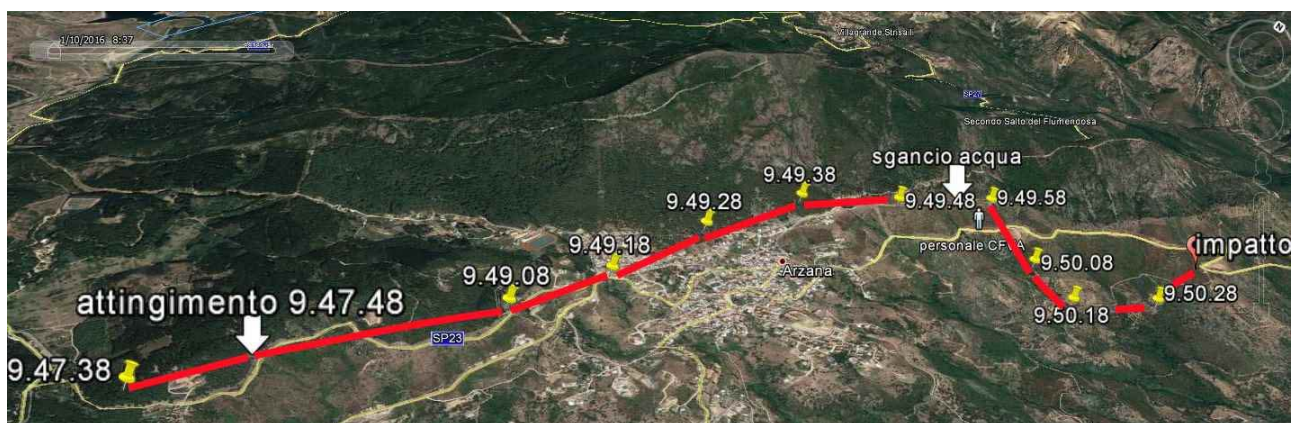 1/10/2016 8:37
Villagrande Strisaili
Secondo Salto del Flumendosa
sgancio acqua
9.49.38
9.49.28
9.49.48
9.49.58
9.49.18
personale CFVA
impatto
Arzana
9.50.08
9.49.08
9.50.28
attingimento 9.47.48
9.50.18
SP23
9.47.38